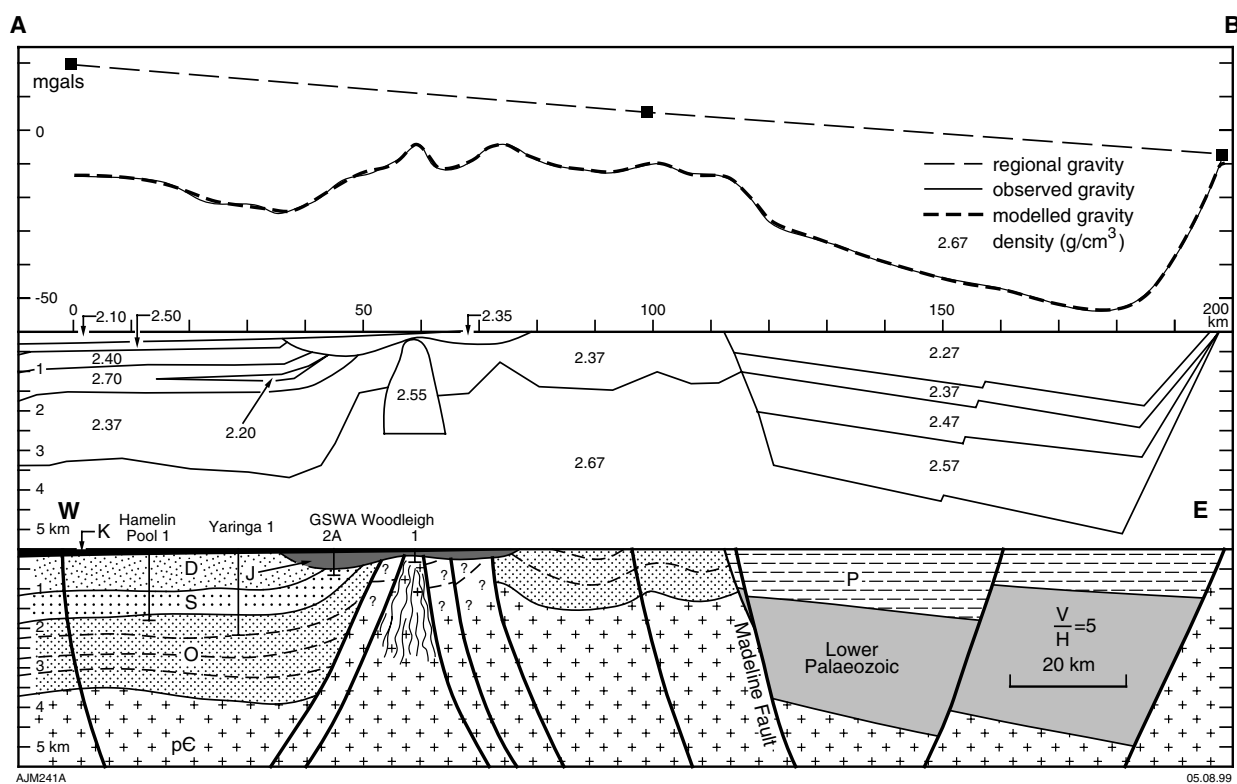 A B
mgals
0
-50
regional gravity
observed gravity
modelled gravity
2.67 density (g/cm³)
0 50 100 150 200
km
2.10 2.50 2.35
2.40
2.70
2.37
2.20
2.55
2.37
2.67
2.27
2.37
2.47
2.57
1
2
3
4
5 km
W E
K
Hamelin Pool 1
Yaringa 1
GSWA Woodleigh
2A 1
D
J
S
O
pЄ
? ? ? ? ? ? ?
Madeline Fault
P
Lower
Palaeozoic
V/H=5
20 km
1
2
3
4
5 km
AJM241A 05.08.99